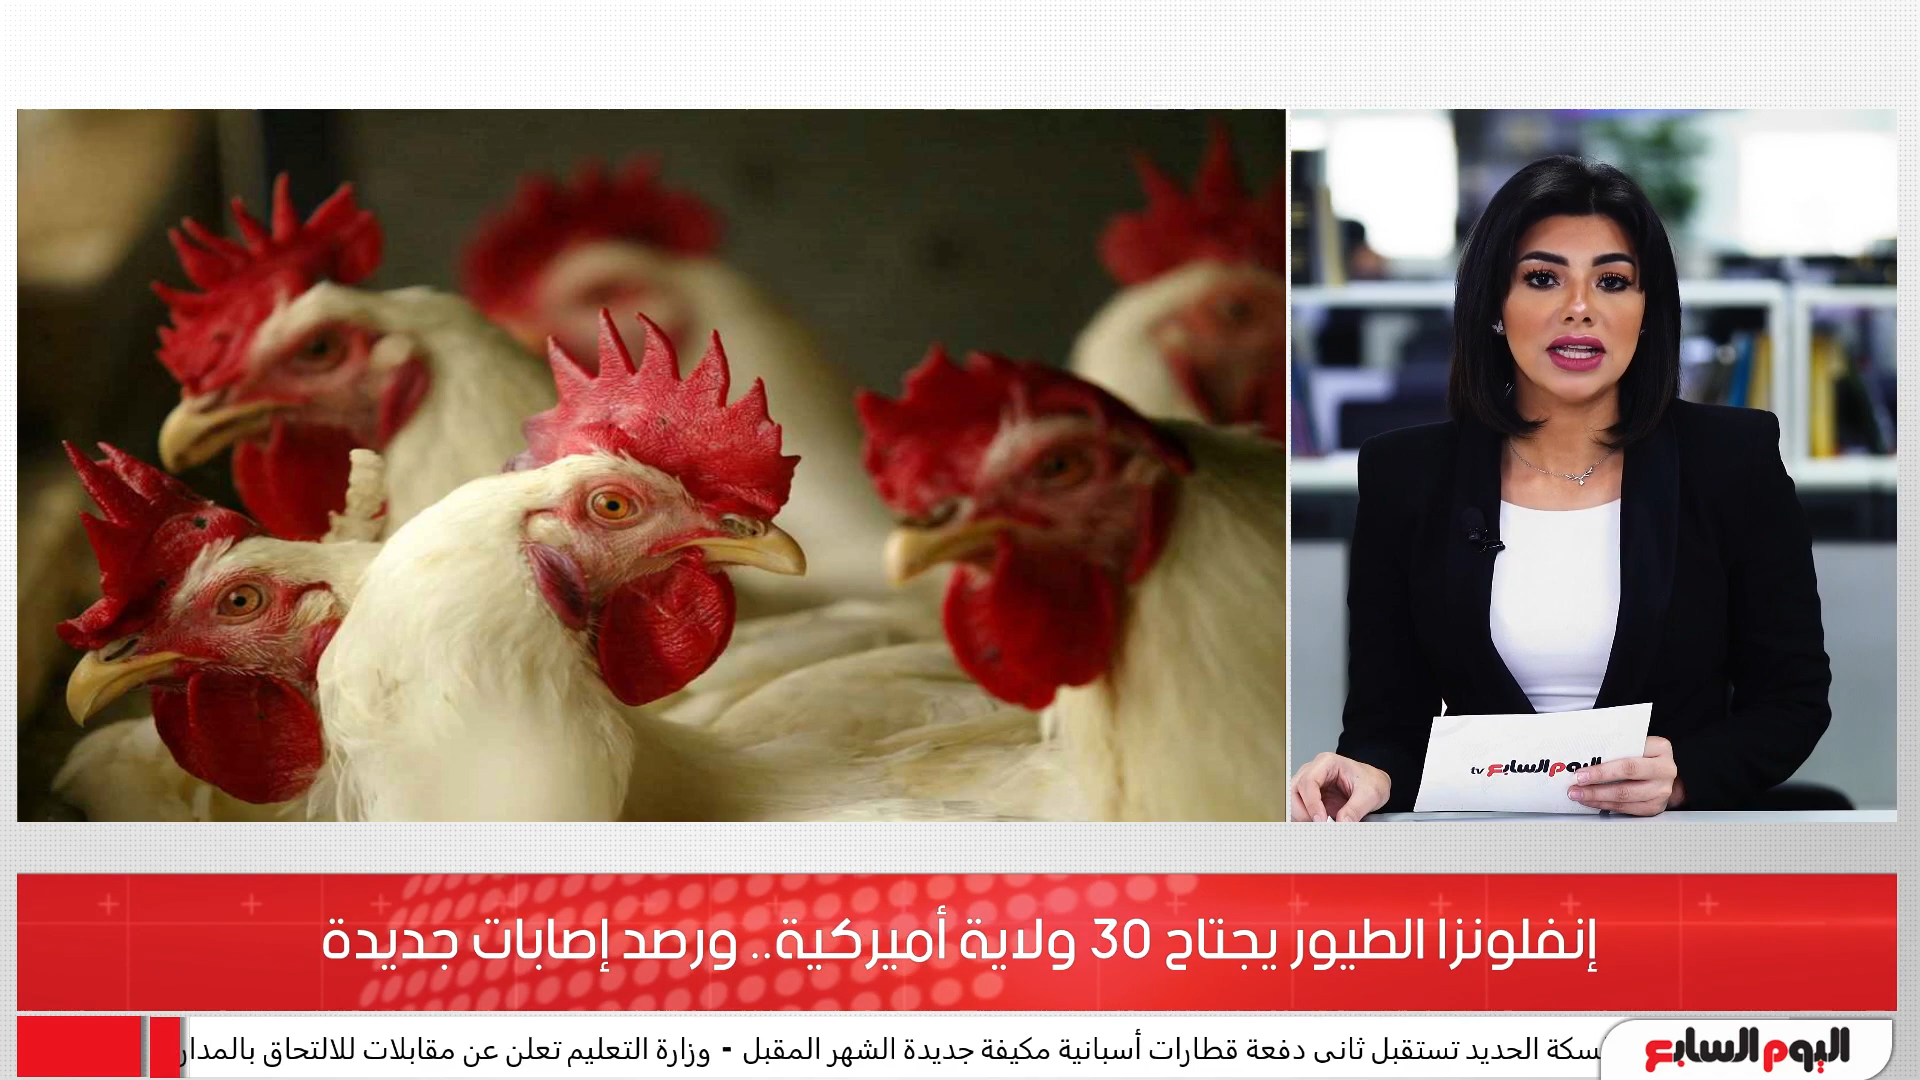 اليوم السابع tv
إنفلونزا الطيور يجتاح 30 ولاية أميركية.. ورصد إصابات جديدة
سكة الحديد تستقبل ثانى دفعة قطارات أسبانية مكيفة جديدة الشهر المقبل - وزارة التعليم تعلن عن مقابلات للالتحاق
اليوم السابع